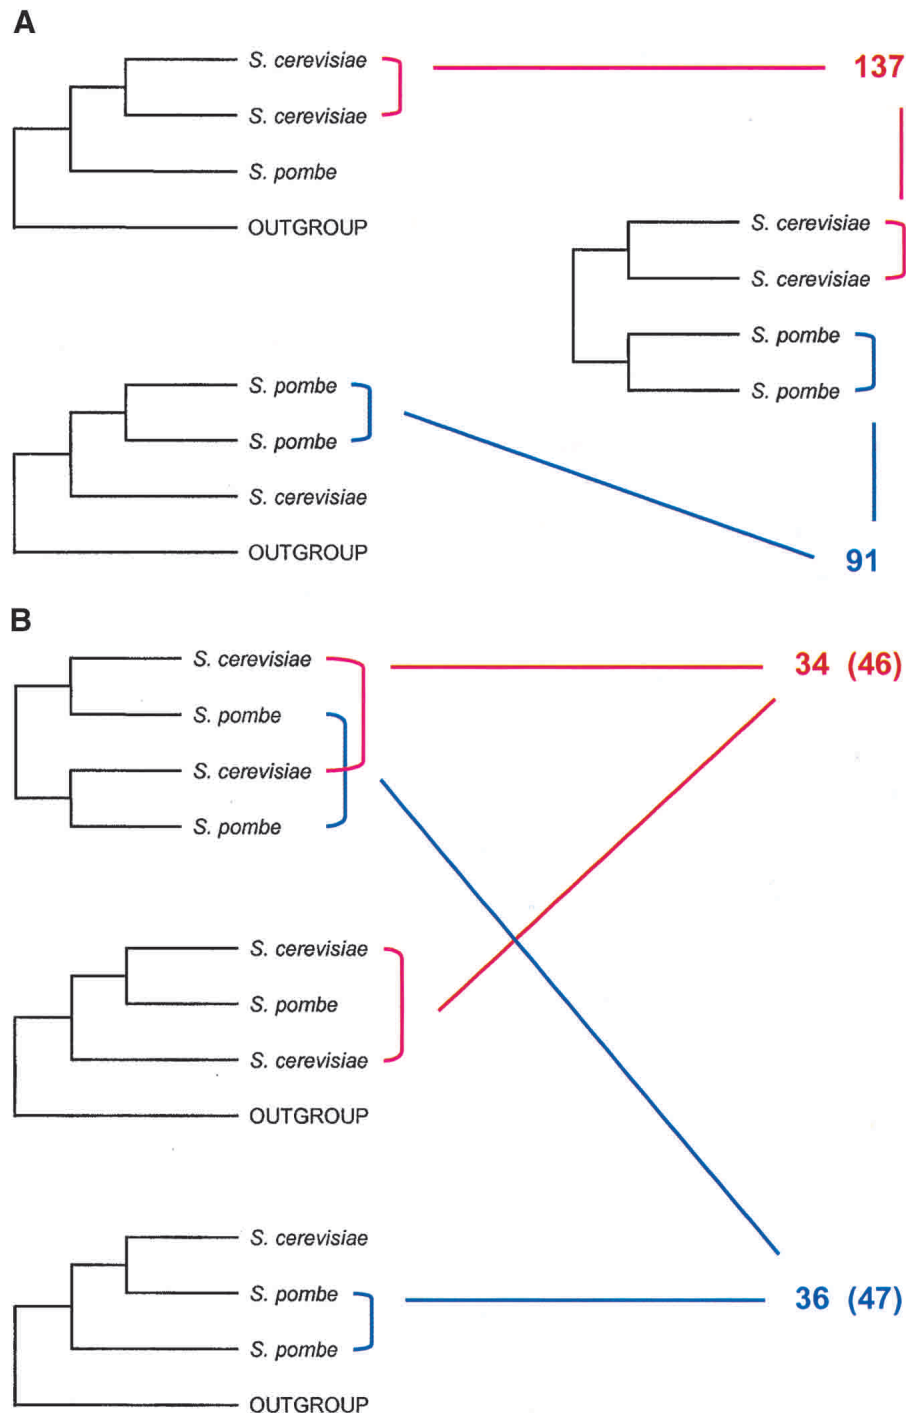 A
S. cerevisiae
S. cerevisiae
S. pombe
OUTGROUP
137
S. cerevisiae
S. cerevisiae
S. pombe
S. pombe
S. pombe
S. pombe
S. cerevisiae
OUTGROUP
91
B
S. cerevisiae
S. pombe
S. cerevisiae
S. pombe
34 (46)
S. cerevisiae
S. pombe
S. cerevisiae
OUTGROUP
S. cerevisiae
S. pombe
S. pombe
OUTGROUP
36 (47)